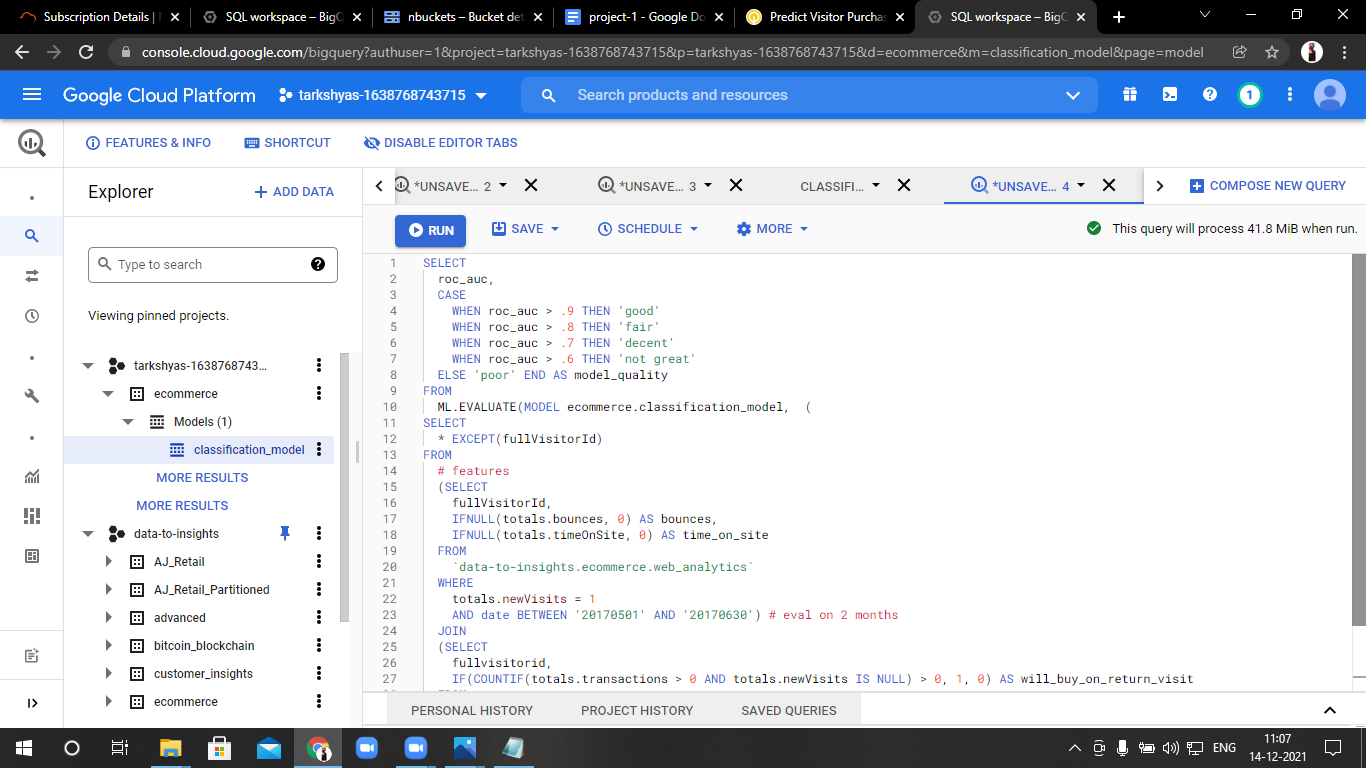 Subscription Details |
SQL workspace – BigQ
nbuckets – Bucket det
project-1 - Google Do
Predict Visitor Purchas
SQL workspace – BigQ
console.cloud.google.com/bigquery?authuser=1&project=tarkshyas-1638768743715&p=tarkshyas-1638768743715&d=ecommerce&m=classification_model&page=model
Google Cloud Platform
tarkshyas-1638768743715
Search products and resources
1
FEATURES & INFO
SHORTCUT
DISABLE EDITOR TABS
Explorer
+ ADD DATA
*UNSAVE... 2
*UNSAVE... 3
CLASSIFI...
*UNSAVE... 4
COMPOSE NEW QUERY
RUN
SAVE
SCHEDULE
MORE
This query will process 41.8 MiB when run.
Type to search
Viewing pinned projects.
tarkshyas-1638768743...
ecommerce
Models (1)
classification_model
MORE RESULTS
MORE RESULTS
data-to-insights
AJ_Retail
AJ_Retail_Partitioned
advanced
bitcoin_blockchain
customer_insights
ecommerce
1 SELECT
2 roc_auc,
3 CASE
4 WHEN roc_auc > .9 THEN 'good'
5 WHEN roc_auc > .8 THEN 'fair'
6 WHEN roc_auc > .7 THEN 'decent'
7 WHEN roc_auc > .6 THEN 'not great'
8 ELSE 'poor' END AS model_quality
9 FROM
10 ML.EVALUATE(MODEL ecommerce.classification_model, (
11 SELECT
12 * EXCEPT(fullVisitorId)
13 FROM
14 # features
15 (SELECT
16 fullVisitorId,
17 IFNULL(totals.bounces, 0) AS bounces,
18 IFNULL(totals.timeOnSite, 0) AS time_on_site
19 FROM
20 `data-to-insights.ecommerce.web_analytics`
21 WHERE
22 totals.newVisits = 1
23 AND date BETWEEN '20170501' AND '20170630') # eval on 2 months
24 JOIN
25 (SELECT
26 fullvisitorid,
27 IF(COUNTIF(totals.transactions > 0 AND totals.newVisits IS NULL) > 0, 1, 0) AS will_buy_on_return_visit
PERSONAL HISTORY
PROJECT HISTORY
SAVED QUERIES
ENG
11:07
14-12-2021